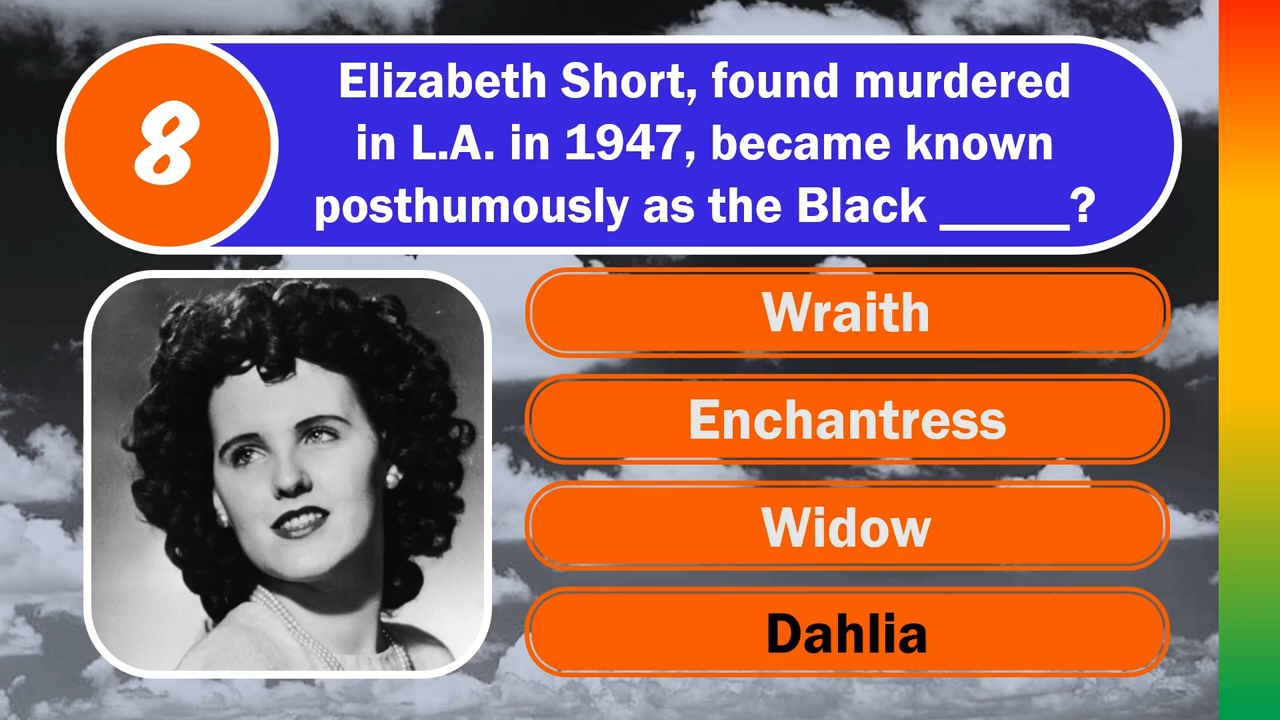 8
Elizabeth Short, found murdered
in L.A. in 1947, became known
posthumously as the Black _____?
Wraith
Enchantress
Widow
Dahlia